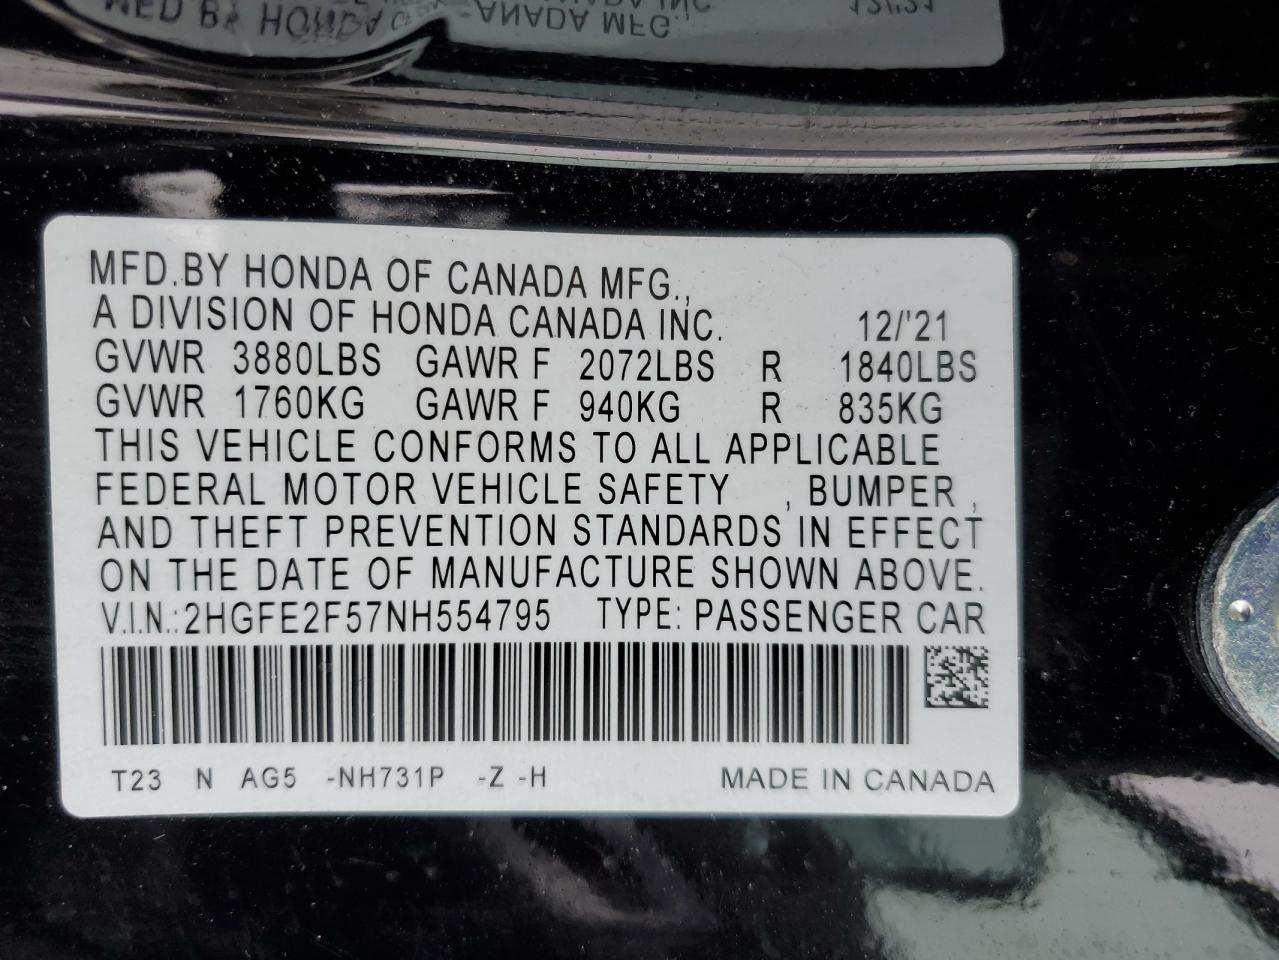 MFD.BY HONDA OF CANADA MFG.,
A DIVISION OF HONDA CANADA INC. 12/'21
GVWR 3880LBS GAWR F 2072LBS R 1840LBS
GVWR 1760KG GAWR F 940KG R 835KG
THIS VEHICLE CONFORMS TO ALL APPLICABLE
FEDERAL MOTOR VEHICLE SAFETY , BUMPER ,
AND THEFT PREVENTION STANDARDS IN EFFECT
ON THE DATE OF MANUFACTURE SHOWN ABOVE.
V.I.N.:2HGFE2F57NH554795 TYPE: PASSENGER CAR
T23 N AG5 -NH731P -Z -H MADE IN CANADA